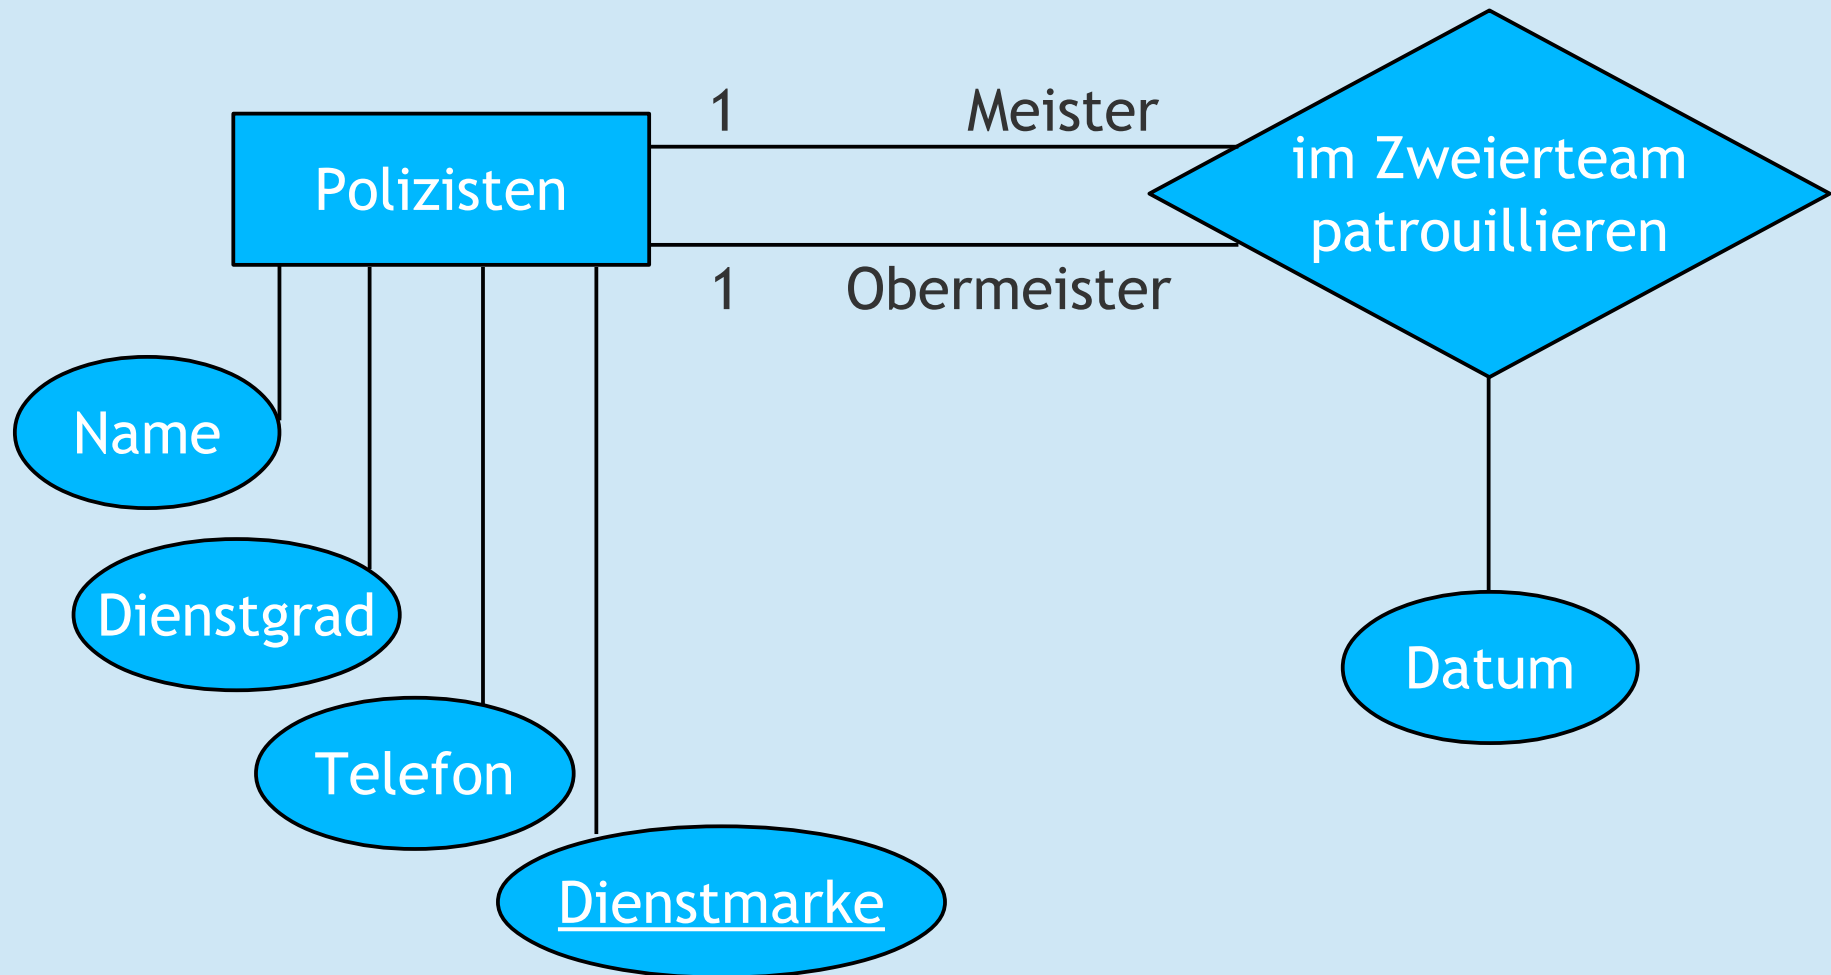 1
Meister
Polizisten
im Zweierteam
patrouillieren
1
Obermeister
Name
Dienstgrad
Datum
Telefon
Dienstmarke